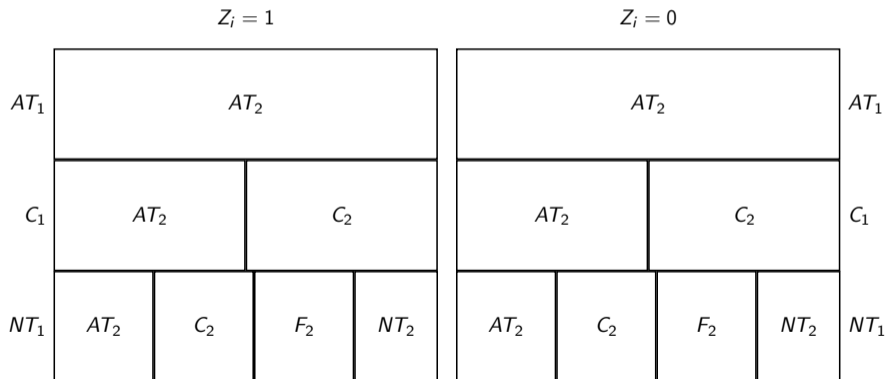 Z_i = 1 Z_i = 0
AT_1 AT_2 AT_2 AT_1
C_1 AT_2 C_2 AT_2 C_2 C_1
NT_1 AT_2 C_2 F_2 NT_2 AT_2 C_2 F_2 NT_2 NT_1